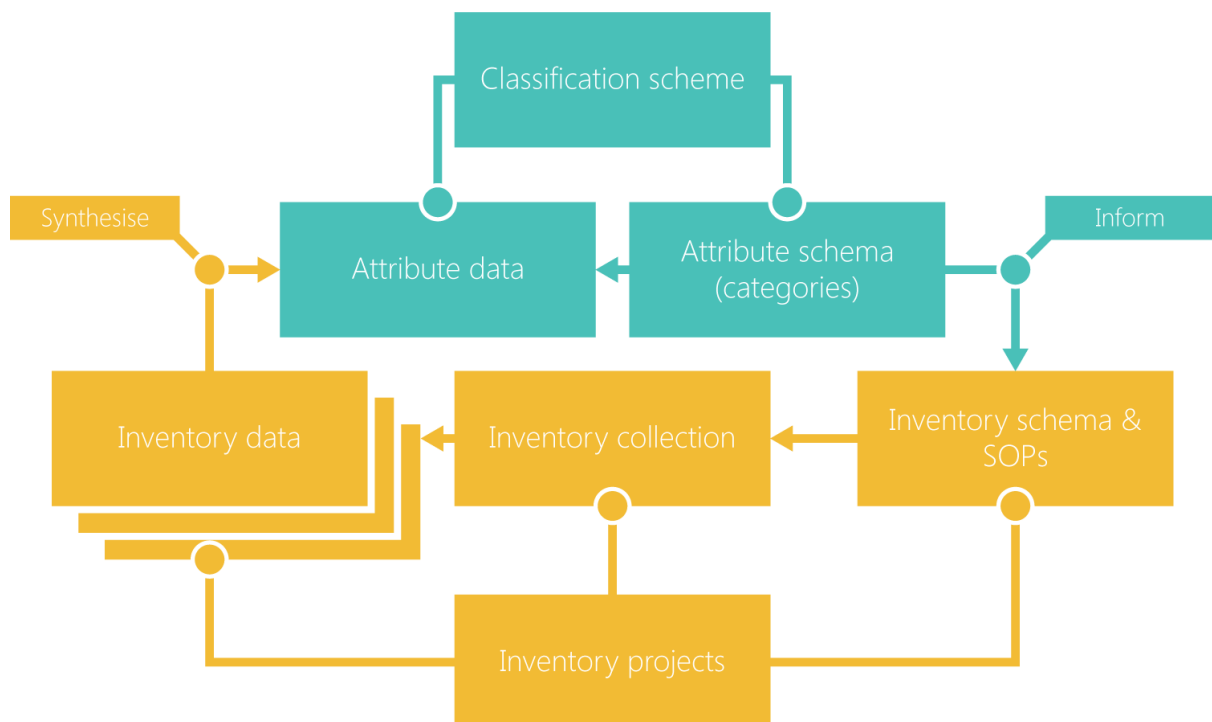 Classification scheme
Synthesise
Attribute data
Attribute schema
(categories)
Inform
Inventory data
Inventory collection
Inventory schema &
SOPs
Inventory projects